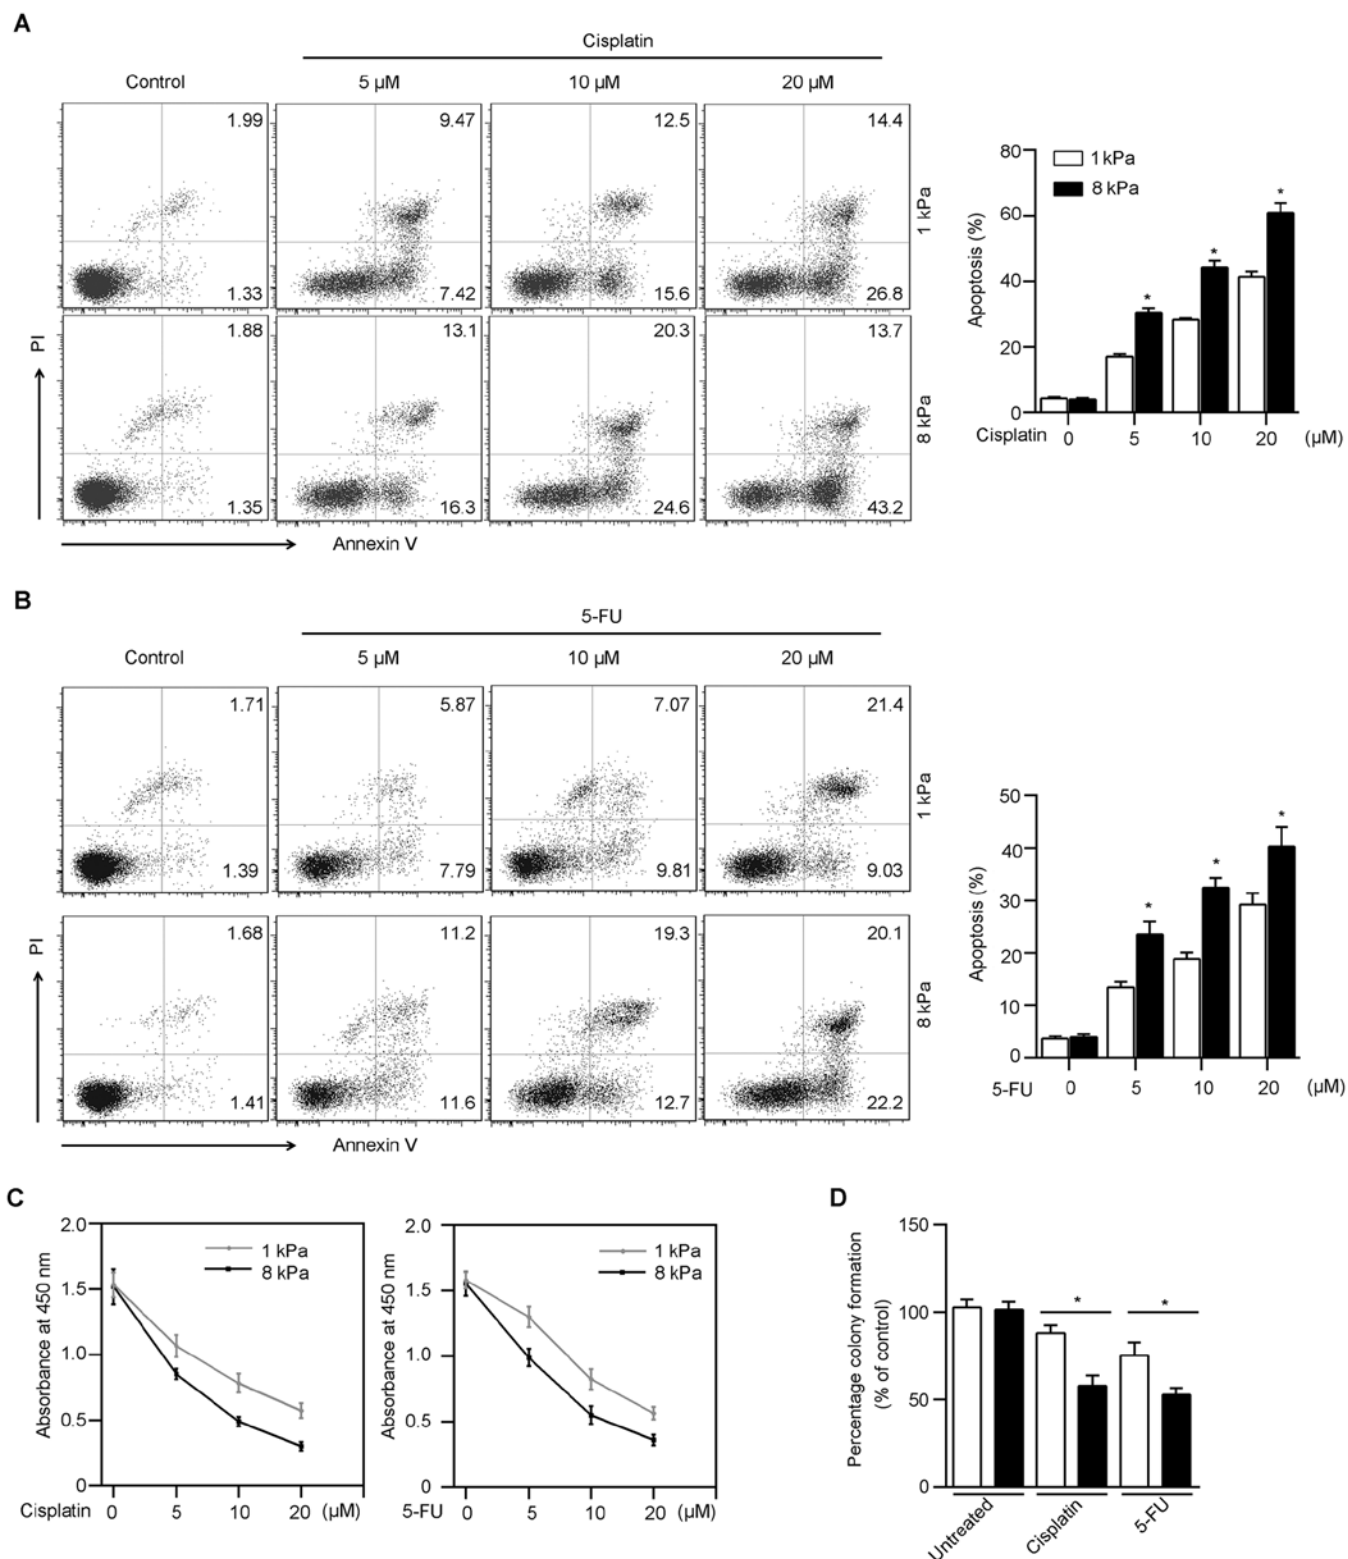 A
Cisplatin
Control 5 µM 10 µM 20 µM
1.99 9.47 12.5 14.4
1 kPa
1.33 7.42 15.6 26.8
1.88 13.1 20.3 13.7
PI
8 kPa
1.35 16.3 24.6 43.2
Annexin V
80
60
40
20
0
Apoptosis (%)
1 kPa
8 kPa
*
*
*
Cisplatin 0 5 10 20 (µM)
B
5-FU
Control 5 µM 10 µM 20 µM
1.71 5.87 7.07 21.4
1 kPa
1.39 7.79 9.81 9.03
1.68 11.2 19.3 20.1
PI
8 kPa
1.41 11.6 12.7 22.2
Annexin V
50
40
30
20
10
0
Apoptosis (%)
*
*
*
5-FU 0 5 10 20 (µM)
C
2.0
1.5
1.0
0.5
0
Absorbance at 450 nm
1 kPa
8 kPa
Cisplatin 0 5 10 20 (µM)
2.0
1.5
1.0
0.5
0
Absorbance at 450 nm
1 kPa
8 kPa
5-FU 0 5 10 20 (µM)
D
150
100
50
0
Percentage colony formation
(% of control)
*
*
Untreated
Cisplatin
5-FU